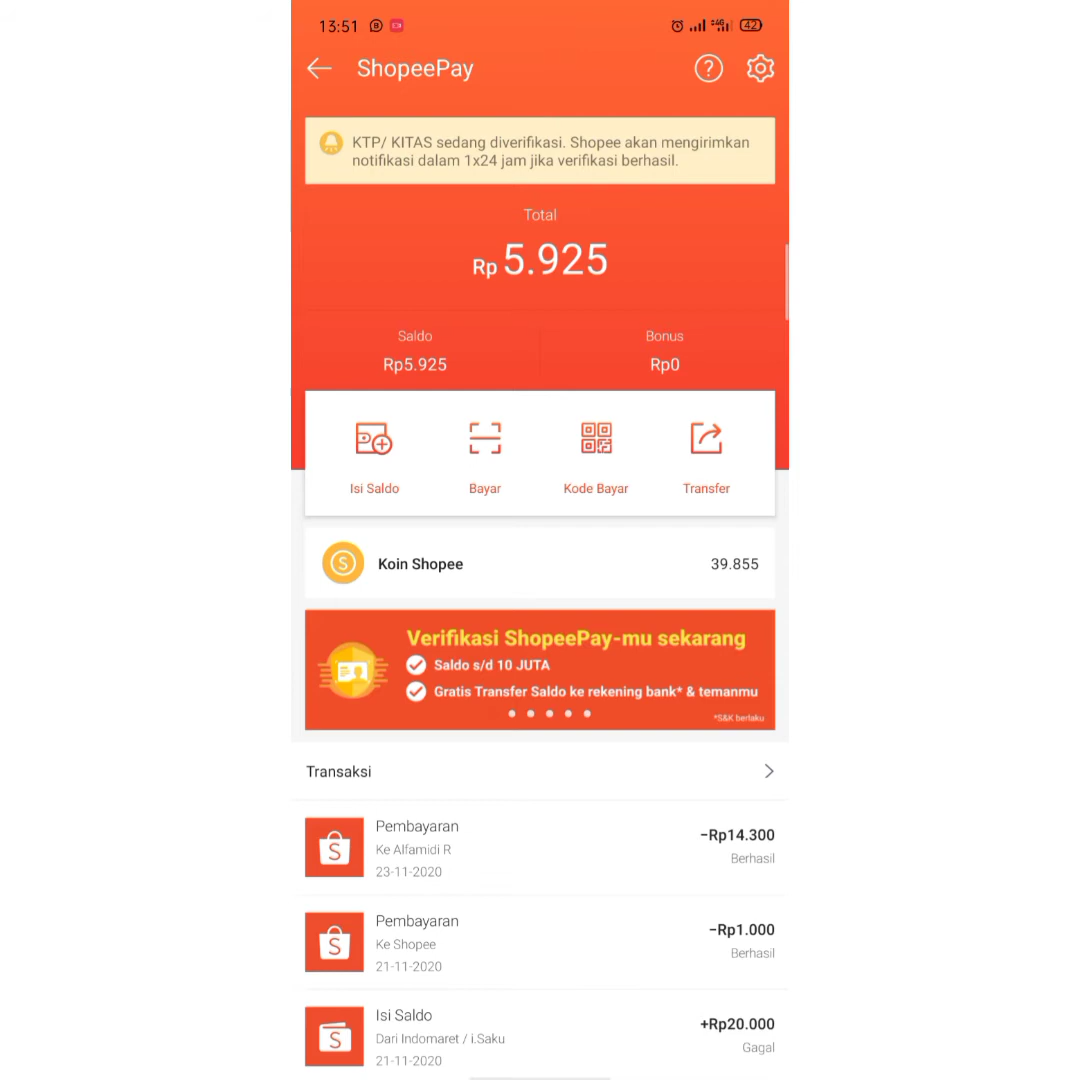 13:51
42
ShopeePay
KTP/ KITAS sedang diverifikasi. Shopee akan mengirimkan
notifikasi dalam 1x24 jam jika verifikasi berhasil.
Total
Rp 5.925
Saldo
Bonus
Rp5.925
Rp0
Isi Saldo
Bayar
Kode Bayar
Transfer
Koin Shopee
39.855
Verifikasi ShopeePay-mu sekarang
Saldo s/d 10 JUTA
Gratis Transfer Saldo ke rekening bank* & temanmu
*S&K berlaku
Transaksi
Pembayaran
-Rp14.300
Ke Alfamidi R
Berhasil
23-11-2020
Pembayaran
-Rp1.000
Ke Shopee
Berhasil
21-11-2020
Isi Saldo
+Rp20.000
Dari Indomaret / i.Saku
Gagal
21-11-2020